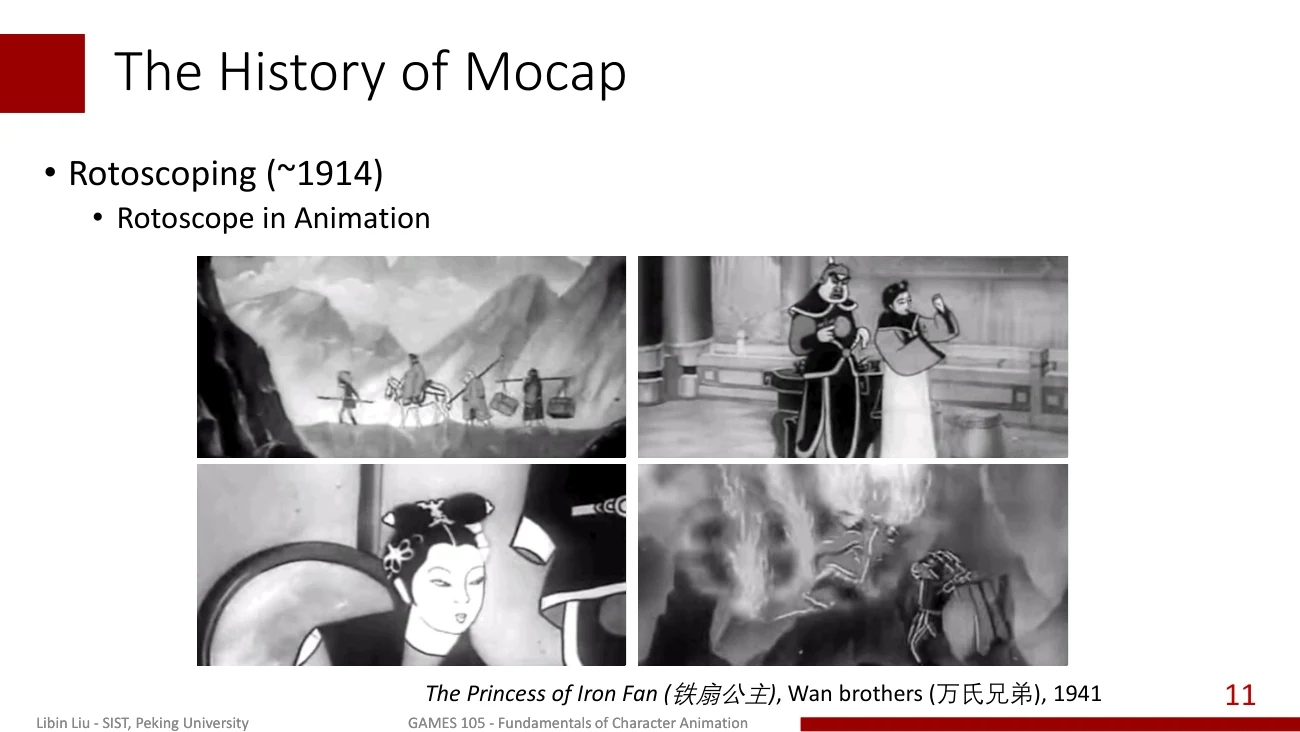 The History of Mocap
• Rotoscoping (~1914)
• Rotoscope in Animation
The Princess of Iron Fan (铁扇公主), Wan brothers (万氏兄弟), 1941
11
Libin Liu - SIST, Peking University
GAMES 105 - Fundamentals of Character Animation